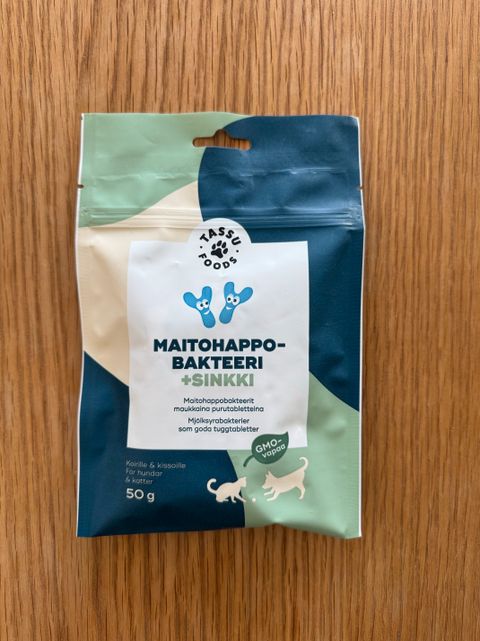 TASSU
FOODS
MAITOHAPPO-
BAKTEERI
+SINKKI
Maitohappobakteerit
maukkaina purutabletteina
Mjölksyrabakterier
som goda tuggtabletter
GMO-
vapaa
Koirille & kissoille
För hundar
& katter
50 g